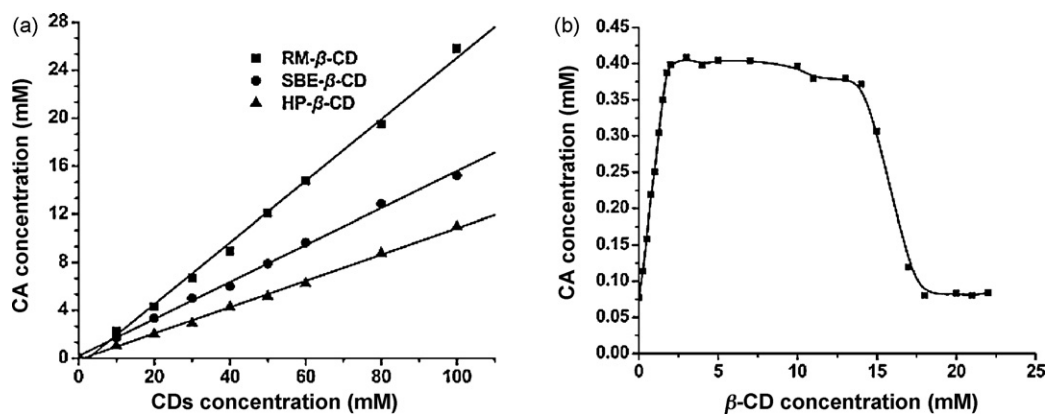 (a)
28
24
20
16
12
8
4
0
0 20 40 60 80 100
CA concentration (mM)
CDs concentration (mM)
RM-β-CD
SBE-β-CD
HP-β-CD
(b)
0.45
0.40
0.35
0.30
0.25
0.20
0.15
0.10
0.05
0.00
0 5 10 15 20 25
CA concentration (mM)
β-CD concentration (mM)